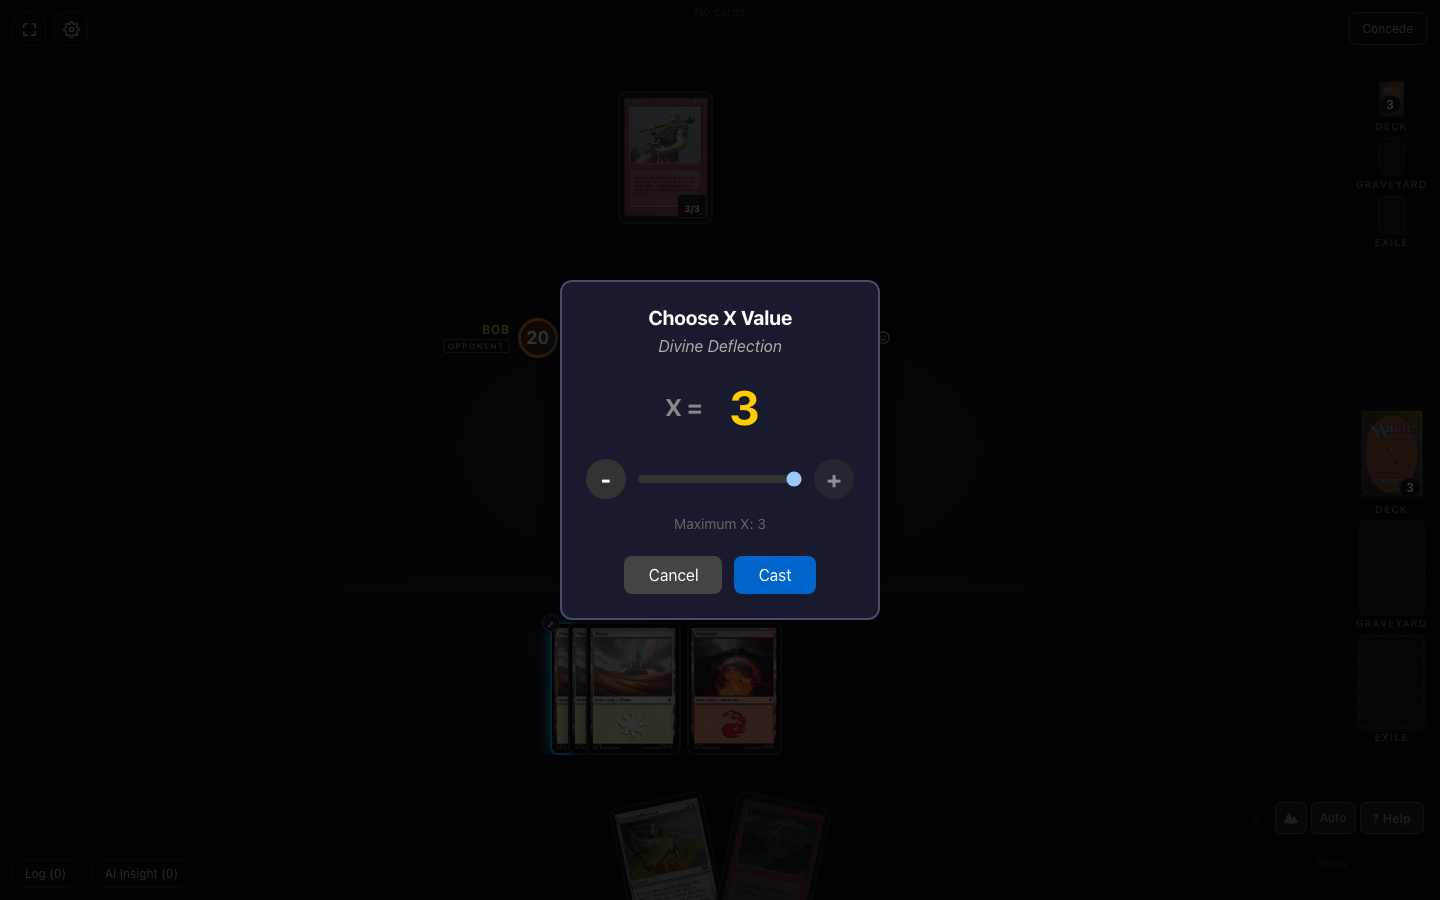 No cards
Concede
3
DECK
GRAVEYARD
EXILE
3/3
BOB
OPPONENT
20
Choose X Value
Divine Deflection
X = 3
-
+
Maximum X: 3
Cancel
Cast
3
DECK
GRAVEYARD
EXILE
Auto
? Help
Pass
Log (0)
AI Insight (0)